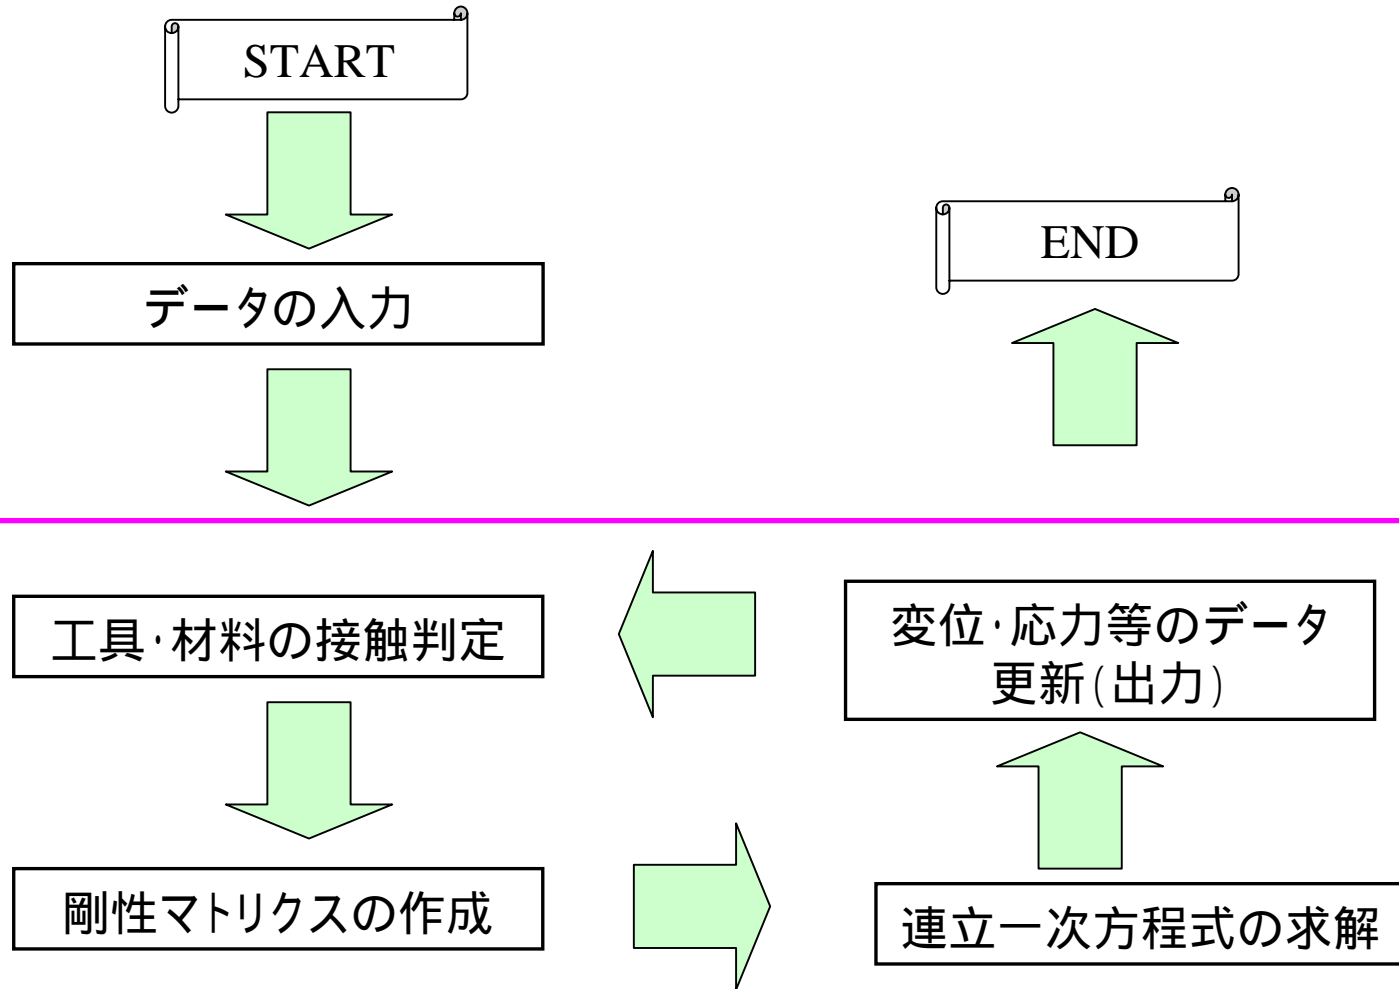 START
データの入力
工具･材料の接触判定
剛性マトリクスの作成
連立一次方程式の求解
変位･応力等のデータ
更新(出力)
END